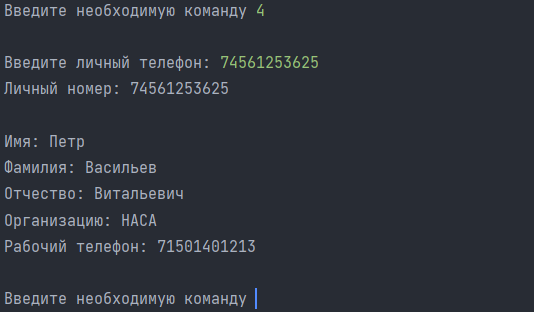 Введите необходимую команду 4
Введите личный телефон: 74561253625
Личный номер: 74561253625
Имя: Петр
Фамилия: Васильев
Отчество: Витальевич
Организацию: НАСА
Рабочий телефон: 71501401213
Введите необходимую команду